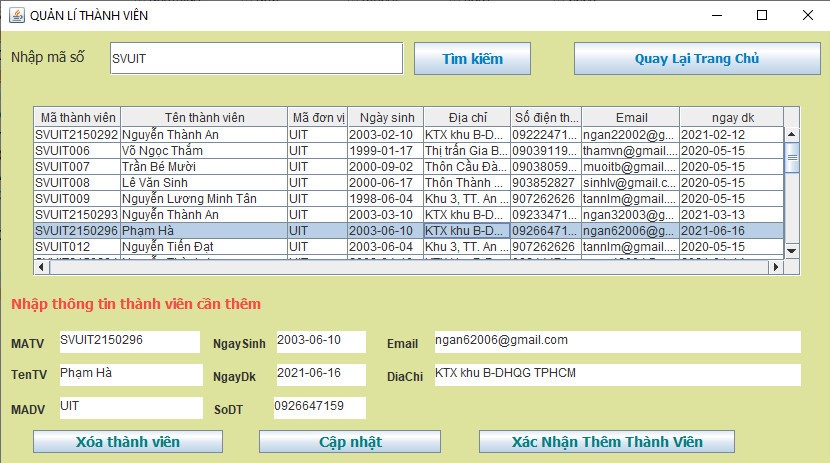 QUẢN LÍ THÀNH VIÊN
Nhập mã số SVUIT Tìm kiếm Quay Lại Trang Chủ
Mã thành viên Tên thành viên Mã đơn vị Ngày sinh Địa chỉ Số điện th... Email ngay dk
SVUIT2150292 Nguyễn Thành An UIT 2003-02-10 KTX khu B-D... 09222471... ngan22002@g... 2021-02-12
SVUIT006 Võ Ngọc Thắm UIT 1999-01-17 Thị trấn Gia B... 09039119... thamvn@gmail.... 2020-05-15
SVUIT007 Trần Bé Mười UIT 2000-09-02 Thôn Cầu Đà... 09038059... muoitb@gmail.... 2020-05-15
SVUIT008 Lê Văn Sinh UIT 2000-06-17 Thôn Thành ... 903852827 sinhlv@gmail.c... 2020-05-15
SVUIT009 Nguyễn Lương Minh Tân UIT 1998-06-04 Khu 3, TT. An ... 907262626 tannlm@gmail.... 2020-05-15
SVUIT2150293 Nguyễn Thành An UIT 2003-03-10 KTX khu B-D... 09233471... ngan32003@g... 2021-03-13
SVUIT2150296 Phạm Hà UIT 2003-06-10 KTX khu B-D... 09266471... ngan62006@g... 2021-06-16
SVUIT012 Nguyễn Tiến Đạt UIT 2003-06-04 Khu 3, TT. An ... 907262626 tannlm@gmail.... 2020-05-15
Nhập thông tin thành viên cần thêm
MATV SVUIT2150296 NgaySinh 2003-06-10 Email ngan62006@gmail.com
TenTV Phạm Hà NgayDk 2021-06-16 DiaChi KTX khu B-DHQG TPHCM
MADV UIT SoDT 0926647159
Xóa thành viên Cập nhật Xác Nhận Thêm Thành Viên